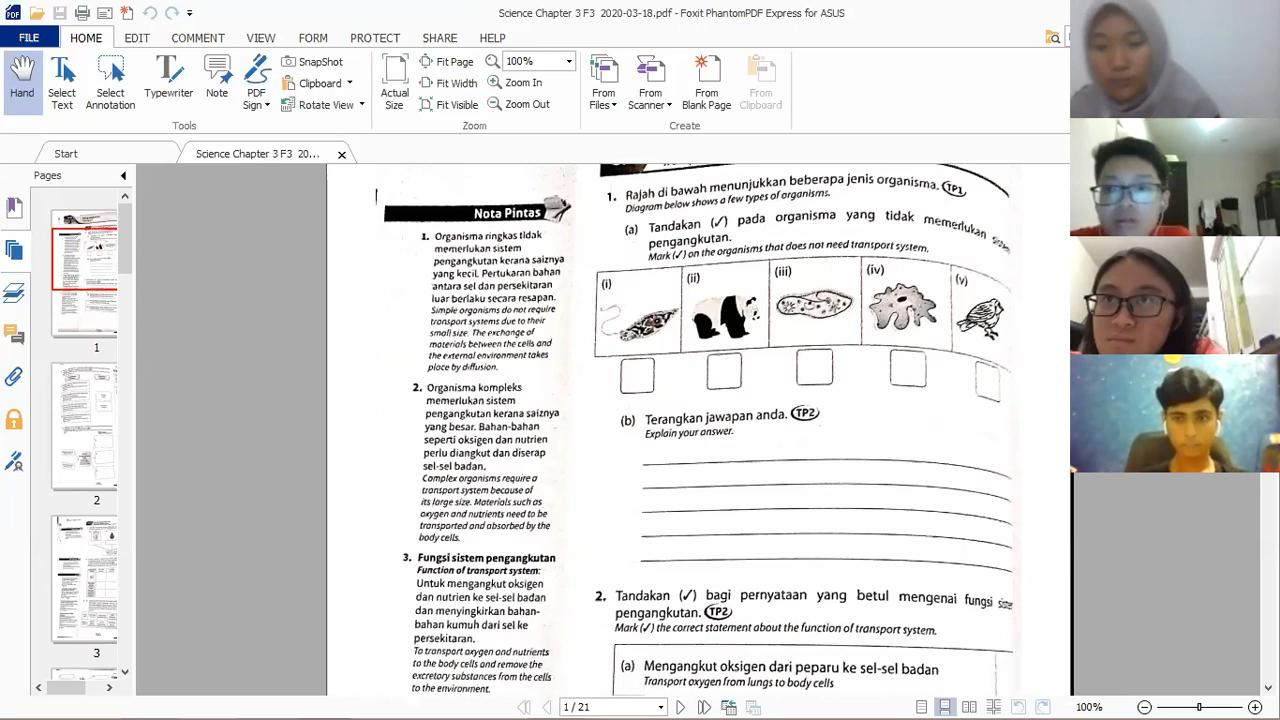 Science Chapter 3 F3 2020-03-18.pdf - Foxit PhantomPDF Express for ASUS
FILE HOME EDIT COMMENT VIEW FORM PROTECT SHARE HELP
Hand
Select Text
Select Annotation
Typewriter
Note
PDF Sign
SnapShot
Clipboard
Rotate View
Actual Size
Fit Page
Fit Width
Fit Visible
100%
Zoom In
Zoom Out
From Files
From Scanner
From Blank Page
From Clipboard
Tools
Zoom
Create
Start
Science Chapter 3 F3 20...
Pages
1
2
3
Nota Pintas
1. Organisma ringkas tidak
memerlukan sistem
pengangkutan kerana saiznya
yang kecil. Pertukaran bahan
antara sel dan persekitaran
luar berlaku secara resapan.
Simple organisms do not require
transport systems due to their
small size. The exchange of
materials between the cells and
the external environment takes
place by diffusion.
2. Organisma kompleks
memerlukan sistem
pengangkutan kerana saiznya
yang besar. Bahan-bahan
seperti oksigen dan nutrien
perlu diangkut dan diserap
sel-sel badan.
Complex organisms require a
transport system because of
its large size. Materials such as
oxygen and nutrients need to be
transported and absorbed by the
body cells.
3. Fungsi sistem pengangkutan
Function of transport system:
Untuk mengangkut oksigen
dan nutrien ke sel-sel badan
dan menyingkirkan bahan-
bahan kumuh dari sel ke
persekitaran.
To transport oxygen and nutrients
to the body cells and remove the
excretory substances from the cells
to the environment.
1. Rajah di bawah menunjukkan beberapa jenis organisma. TP1
Diagram below shows a few types of organisms.
(a) Tandakan (✓) pada organisma yang tidak memerlukan
pengangkutan.
Mark (✓) on the organisms that does not need transport system.
(i) (ii) (iii) (iv) (v)
(b) Terangkan jawapan anda. TP2
Explain your answer.
2. Tandakan (✓) bagi pernyataan yang betul mengenai fungsi
pengangkutan. TP2
Mark (✓) the correct statement about the function of transport system.
(a) Mengangkut oksigen dari peparu ke sel-sel badan
Transport oxygen from lungs to body cells
1 / 21
100%